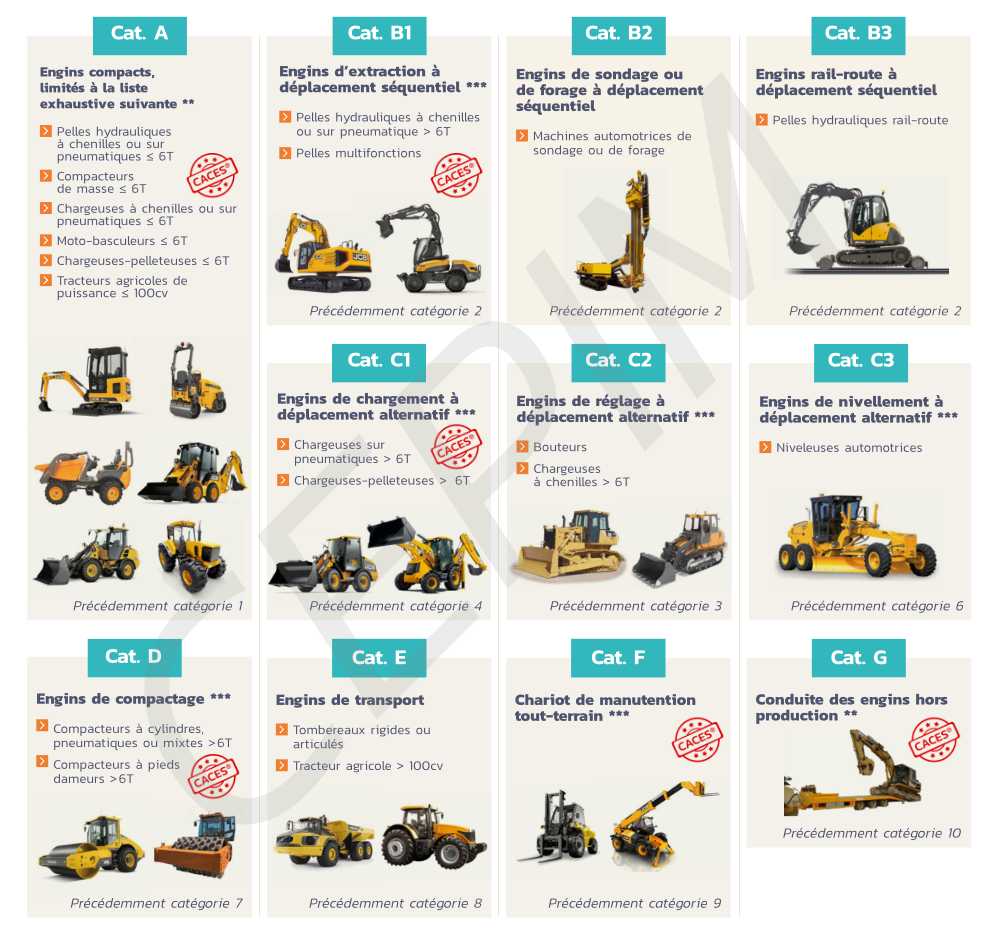 Cat. A
Engins compacts,
limités à la liste
exhaustive suivante **
Pelles hydrauliques
à chenilles ou sur
pneumatiques ≤ 6T
Compacteurs
de masse ≤ 6T
CACES®
Chargeuses à chenilles ou sur
pneumatiques ≤ 6T
Moto-basculeurs ≤ 6T
Chargeuses-pelleteuses ≤ 6T
Tracteurs agricoles de
puissance ≤ 100cv
Précédemment catégorie 1
Cat. B1
Engins d'extraction à
déplacement séquentiel ***
Pelles hydrauliques à chenilles
ou sur pneumatique > 6T
Pelles multifonctions
CACES®
JCB
Précédemment catégorie 2
Cat. B2
Engins de sondage ou
de forage à déplacement
séquentiel
Machines automotrices de
sondage ou de forage
Précédemment catégorie 2
Cat. B3
Engins rail-route à
déplacement séquentiel
Pelles hydrauliques rail-route
Précédemment catégorie 2
Cat. C1
Engins de chargement à
déplacement alternatif ***
Chargeuses sur
pneumatiques > 6T
CACES®
Chargeuses-pelleteuses > 6T
Précédemment catégorie 4
Cat. C2
Engins de réglage à
déplacement alternatif ***
Bouteurs
Chargeuses
à chenilles > 6T
Précédemment catégorie 3
Cat. C3
Engins de nivellement à
déplacement alternatif ***
Niveleuses automotrices
Précédemment catégorie 6
Cat. D
Engins de compactage ***
Compacteurs à cylindres,
pneumatiques ou mixtes >6T
Compacteurs à pieds
dameurs >6T
CACES®
Précédemment catégorie 7
Cat. E
Engins de transport
Tombereaux rigides ou
articulés
Tracteur agricole > 100cv
Précédemment catégorie 8
Cat. F
Chariot de manutention
tout-terrain ***
CACES®
Précédemment catégorie 9
Cat. G
Conduite des engins hors
production **
CACES®
Précédemment catégorie 10
CEPIM